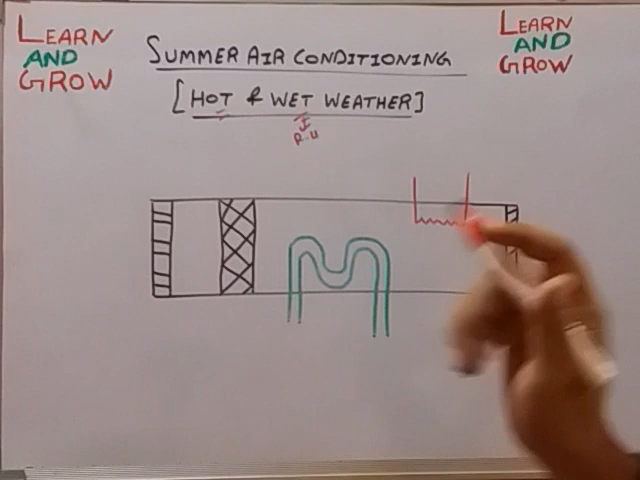 LEARN
AND
GROW
SUMMER AIR CONDITIONING
[HOT & WET WEATHER]
R.H
LEARN
AND
GROW